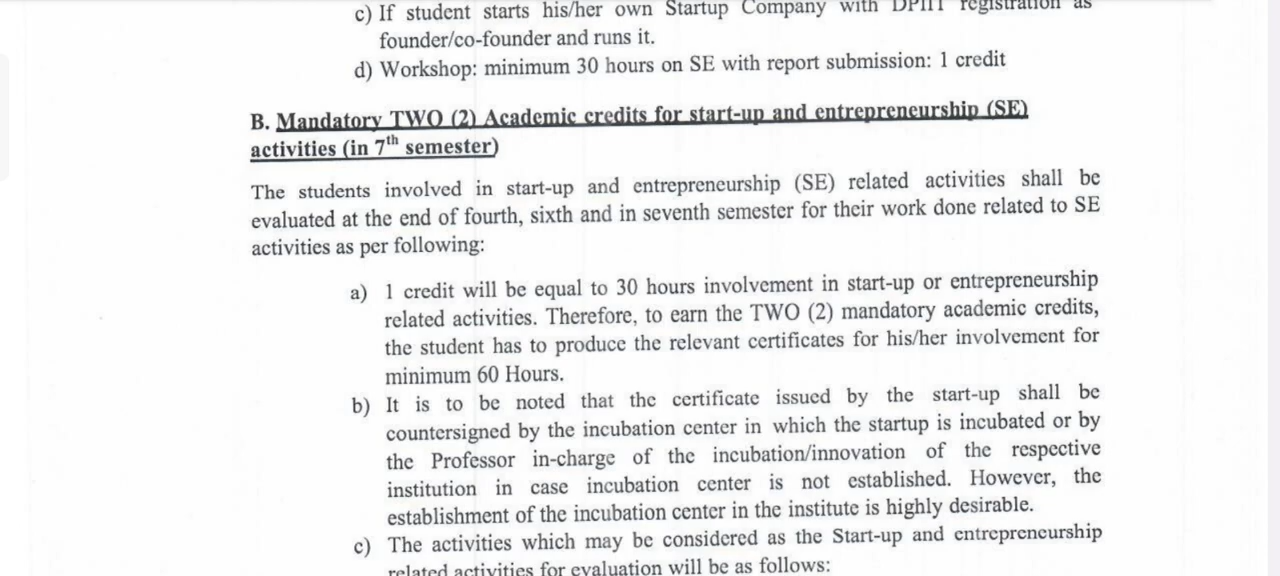 c) If student starts his/her own Startup Company with DPIIT registration as
founder/co-founder and runs it.
d) Workshop: minimum 30 hours on SE with report submission: 1 credit
B. Mandatory TWO (2) Academic credits for start-up and entrepreneurship (SE)
activities (in 7th semester)
The students involved in start-up and entrepreneurship (SE) related activities shall be
evaluated at the end of fourth, sixth and in seventh semester for their work done related to SE
activities as per following:
a) 1 credit will be equal to 30 hours involvement in start-up or entrepreneurship
related activities. Therefore, to earn the TWO (2) mandatory academic credits,
the student has to produce the relevant certificates for his/her involvement for
minimum 60 Hours.
b) It is to be noted that the certificate issued by the start-up shall be
countersigned by the incubation center in which the startup is incubated or by
the Professor in-charge of the incubation/innovation of the respective
institution in case incubation center is not established. However, the
establishment of the incubation center in the institute is highly desirable.
c) The activities which may be considered as the Start-up and entrepreneurship
related activities for evaluation will be as follows: